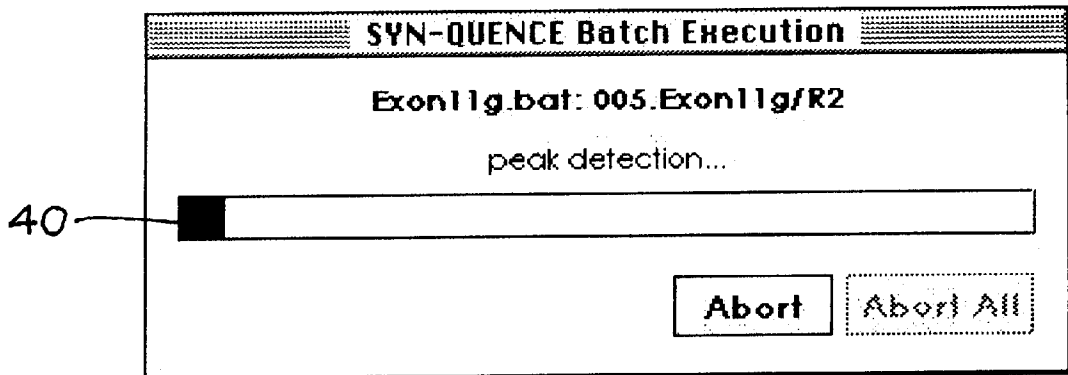 SYN-QUENCE Batch Execution
Exon11g.bat: 005.Exon11g/R2
peak detection...
40
Abort Abort All